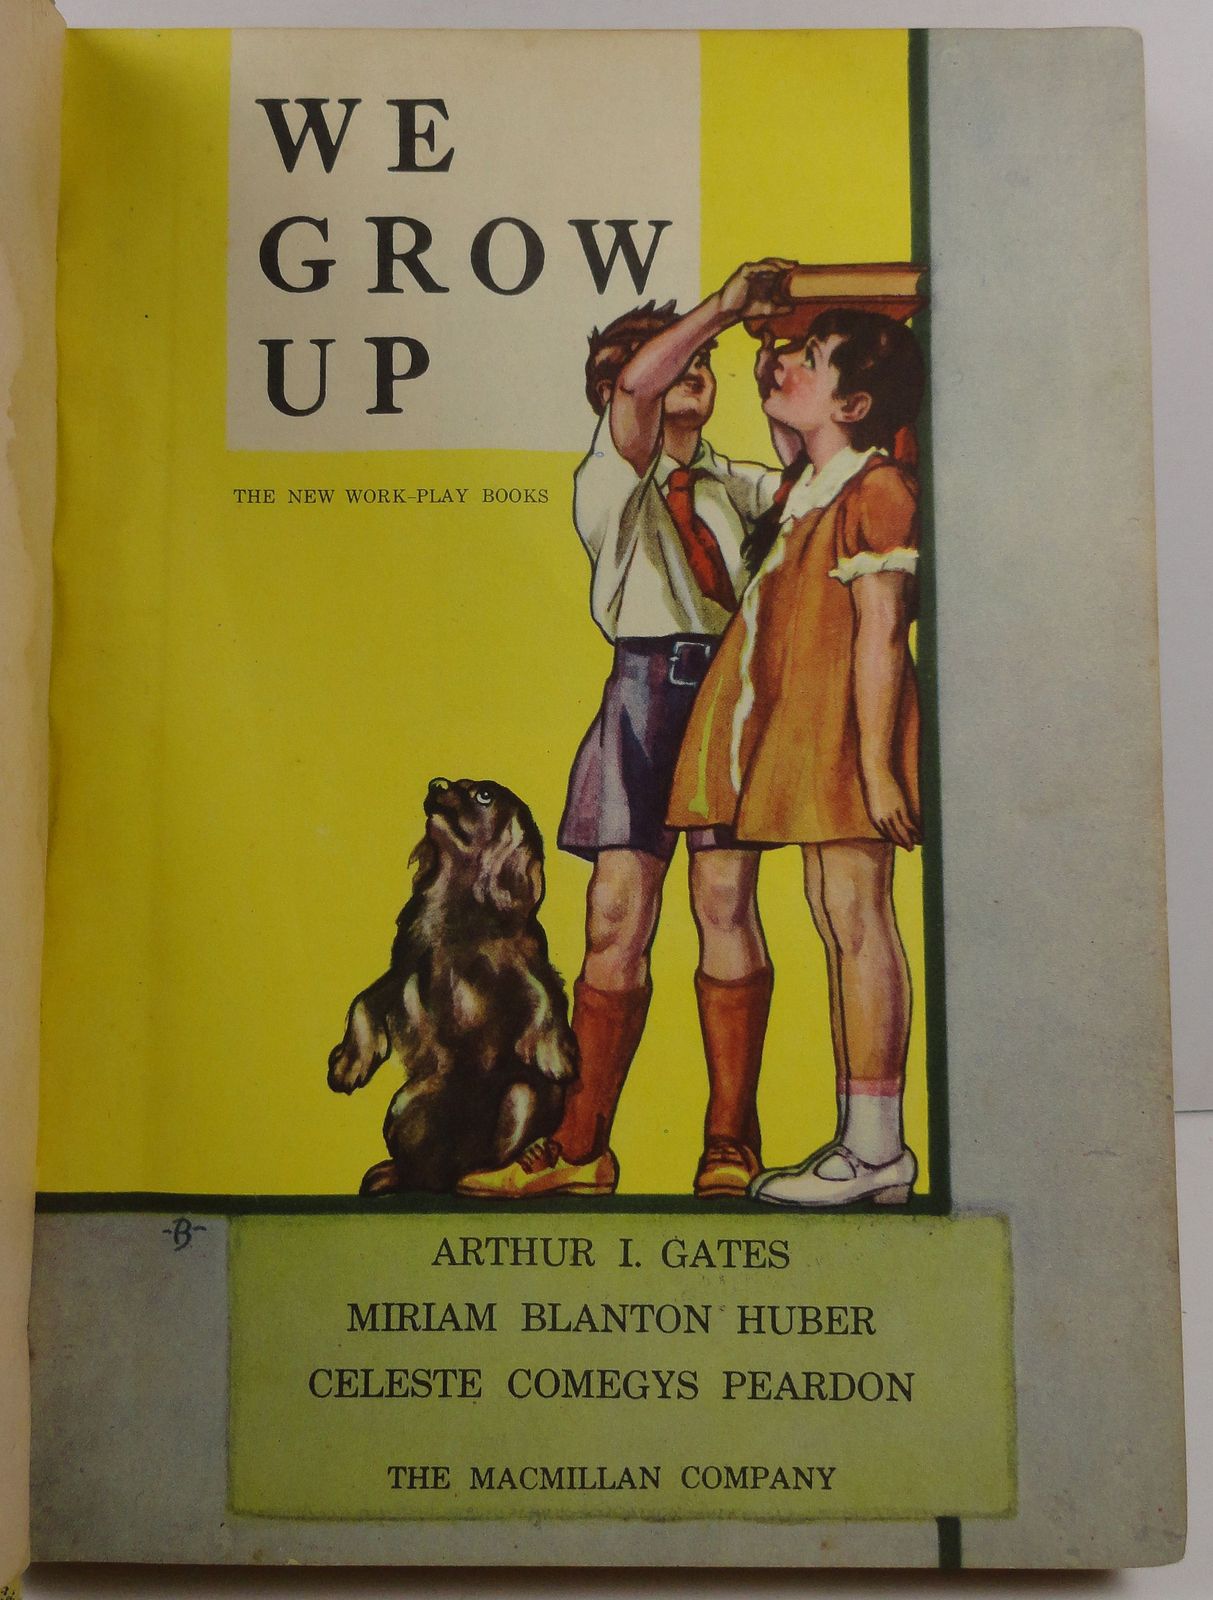 WE
GROW
UP
THE NEW WORK-PLAY BOOKS
-B-
ARTHUR I. GATES
MIRIAM BLANTON HUBER
CELESTE COMEGYS PEARDON
THE MACMILLAN COMPANY